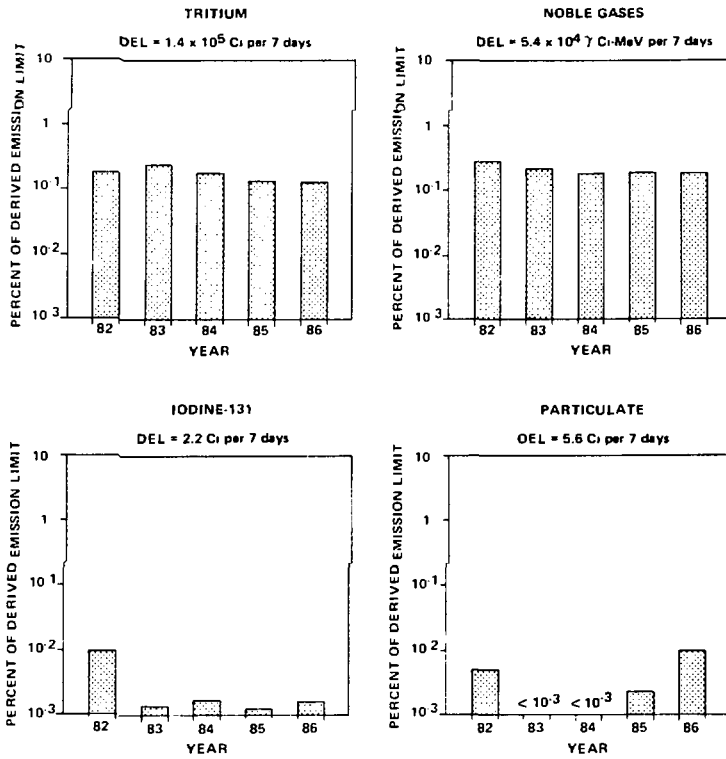 TRITIUM
DEL = 1.4 x 10⁵ Ci per 7 days
PERCENT OF DERIVED EMISSION LIMIT
10
1
10⁻¹
10⁻²
10⁻³
82 83 84 85 86
YEAR
NOBLE GASES
DEL = 5.4 x 10⁴ γ Ci-MeV per 7 days
PERCENT OF DERIVED EMISSION LIMIT
10
1
10⁻¹
10⁻²
10⁻³
82 83 84 85 86
YEAR
IODINE-131
DEL = 2.2 Ci per 7 days
PERCENT OF DERIVED EMISSION LIMIT
10
1
10⁻¹
10⁻²
10⁻³
82 83 84 85 86
YEAR
PARTICULATE
OEL = 5.6 Ci per 7 days
PERCENT OF DERIVED EMISSION LIMIT
10
1
10⁻¹
10⁻²
10⁻³
< 10⁻³ < 10⁻³
82 83 84 85 86
YEAR